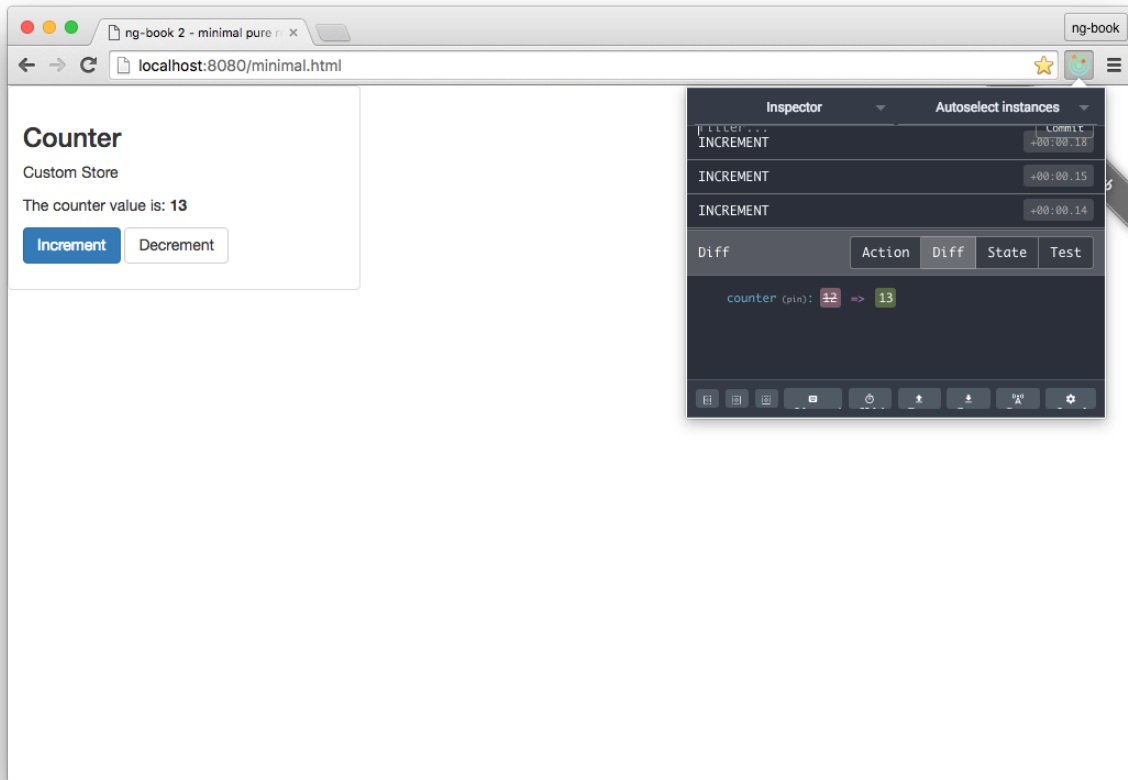 ng-book 2 - minimal pure r
ng-book
localhost:8080/minimal.html
Counter
Custom Store
The counter value is: 13
Increment Decrement
Inspector Autoselect instances
filter... Commit
INCREMENT +00:00.18
INCREMENT +00:00.15
INCREMENT +00:00.14
Diff Action Diff State Test
counter (pin): 12 => 13